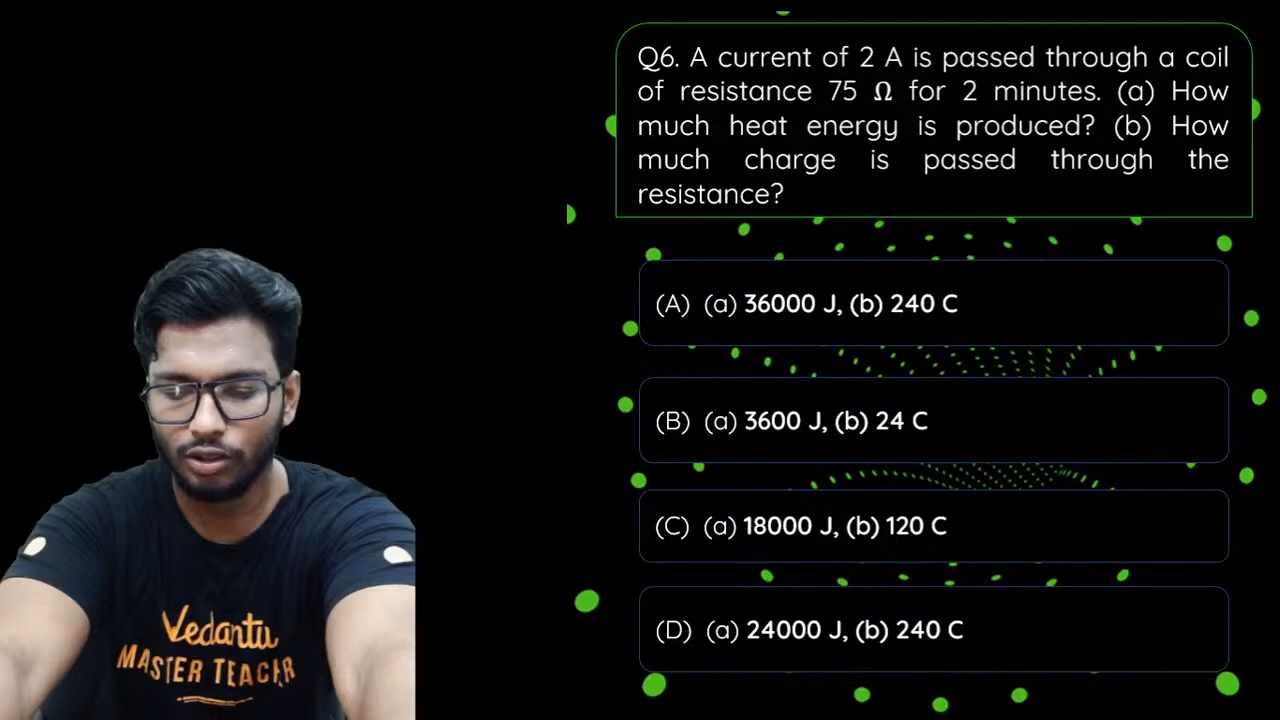 Q6. A current of 2 A is passed through a coil
of resistance 75 Ω for 2 minutes. (a) How
much heat energy is produced? (b) How
much charge is passed through the
resistance?
(A) (a) 36000 J, (b) 240 C
(B) (a) 3600 J, (b) 24 C
(C) (a) 18000 J, (b) 120 C
(D) (a) 24000 J, (b) 240 C
Vedantu
MASTER TEACHER